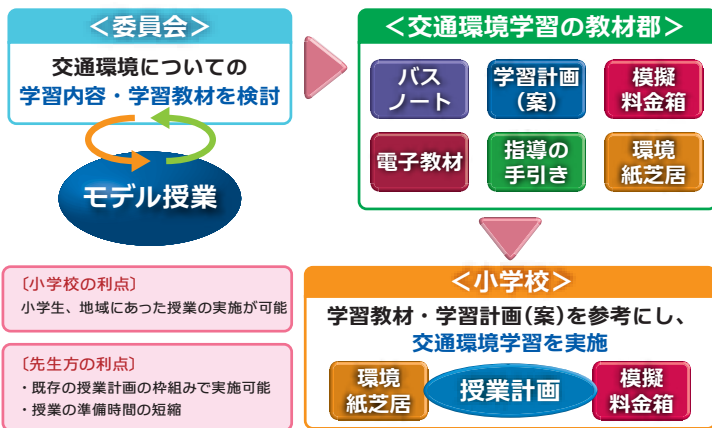 ＜委員会＞
交通環境についての
学習内容・学習教材を検討
モデル授業
＜交通環境学習の教材郡＞
バス
ノート
学習計画
（案）
模擬
料金箱
電子教材
指導の
手引き
環境
紙芝居
〔小学校の利点〕
小学生、地域にあった授業の実施が可能
〔先生方の利点〕
・既存の授業計画の枠組みで実施可能
・授業の準備時間の短縮
＜小学校＞
学習教材・学習計画（案）を参考にし、
交通環境学習を実施
環境
紙芝居
授業計画
模擬
料金箱